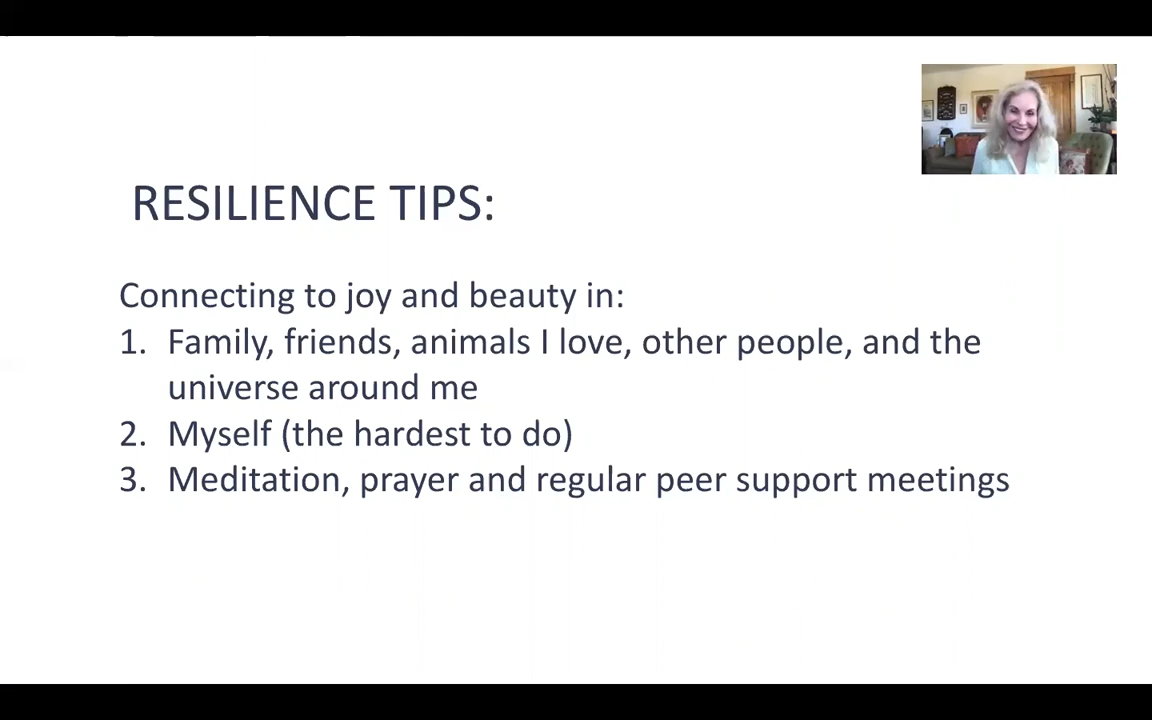 RESILIENCE TIPS:
Connecting to joy and beauty in:
1. Family, friends, animals I love, other people, and the
universe around me
2. Myself (the hardest to do)
3. Meditation, prayer and regular peer support meetings